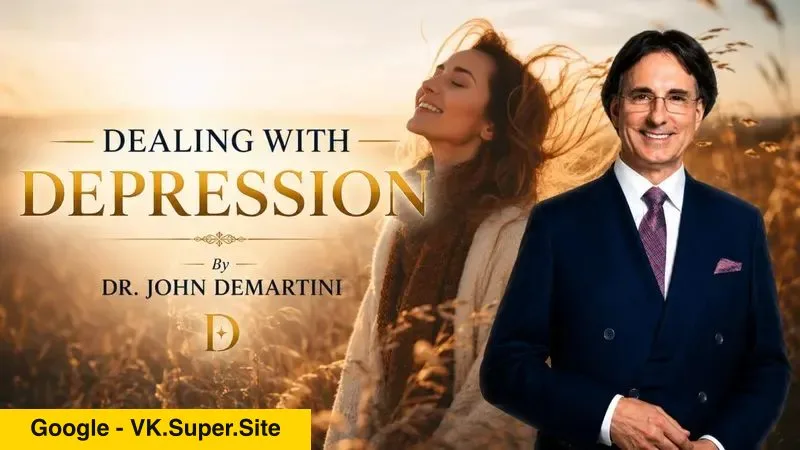 DEALING WITH
DEPRESSION
By
DR. JOHN DEMARTINI
D
Google - VK.Super.Site